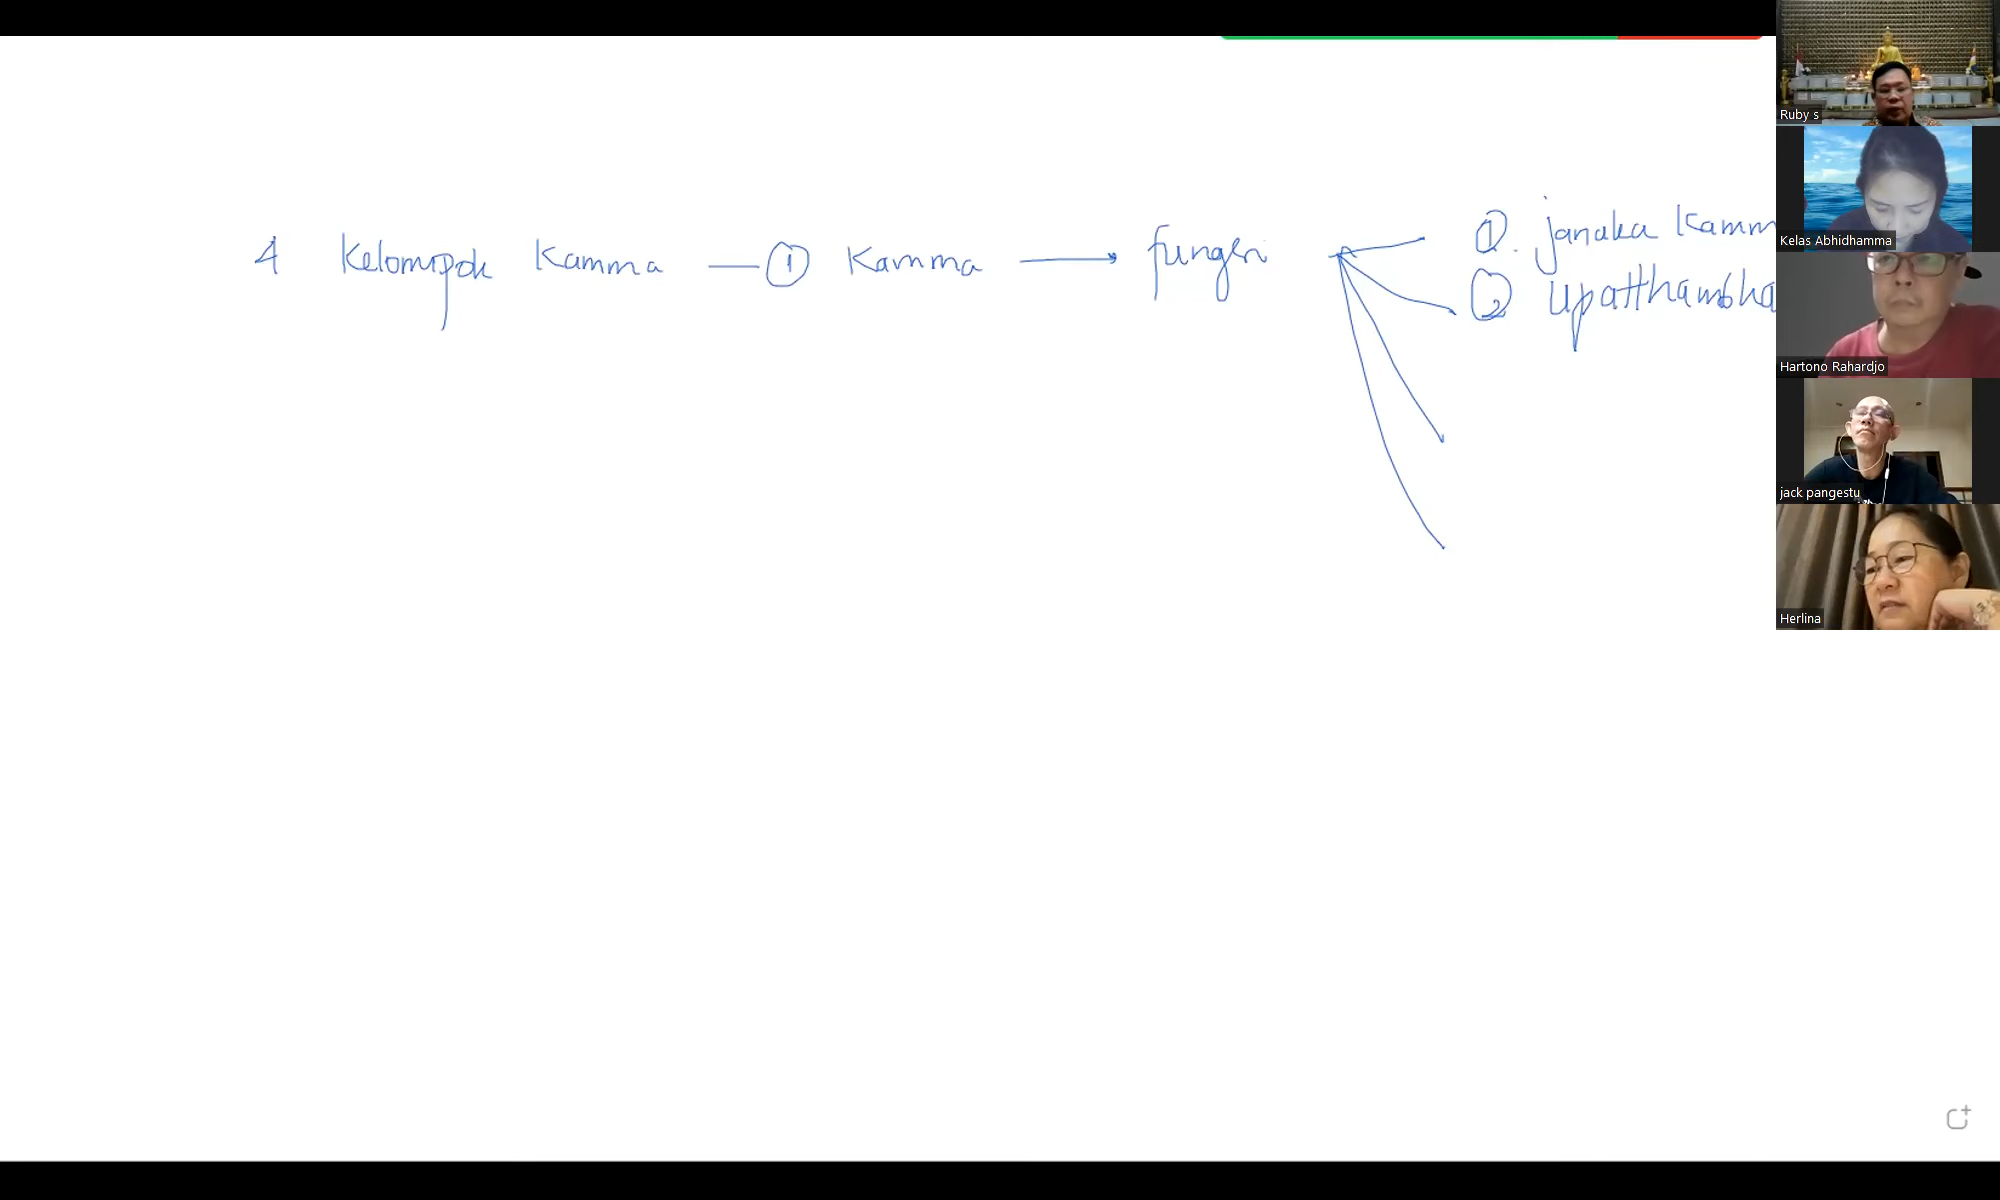 4 Kelompok Kamma — ① Kamma → fungsi
①. janaka Kamm
② upatthambha
Ruby s
Kelas Abhidhamma
Hartono Rahardjo
jack pangestu
Herlina